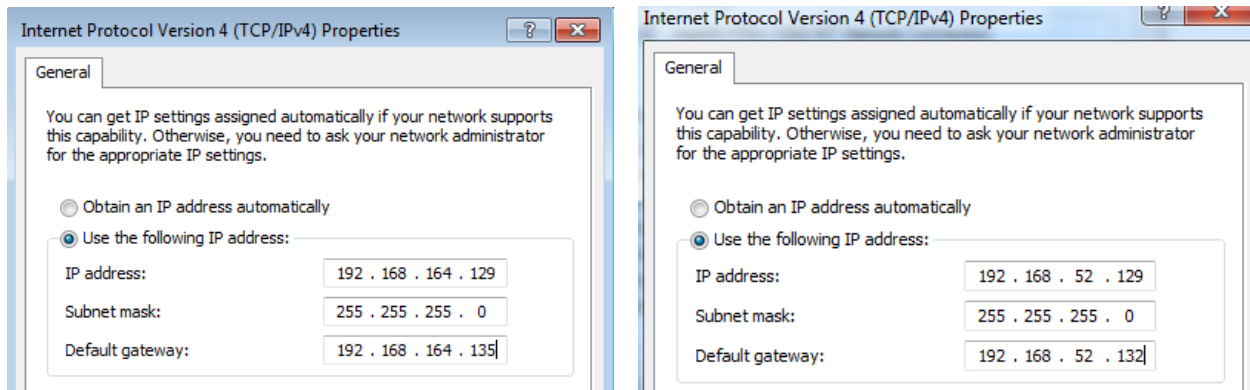 Internet Protocol Version 4 (TCP/IPv4) Properties
General
You can get IP settings assigned automatically if your network supports
this capability. Otherwise, you need to ask your network administrator
for the appropriate IP settings.
Obtain an IP address automatically
Use the following IP address:
IP address: 192 . 168 . 164 . 129
Subnet mask: 255 . 255 . 255 . 0
Default gateway: 192 . 168 . 164 . 135
Internet Protocol Version 4 (TCP/IPv4) Properties
General
You can get IP settings assigned automatically if your network supports
this capability. Otherwise, you need to ask your network administrator
for the appropriate IP settings.
Obtain an IP address automatically
Use the following IP address:
IP address: 192 . 168 . 52 . 129
Subnet mask: 255 . 255 . 255 . 0
Default gateway: 192 . 168 . 52 . 132